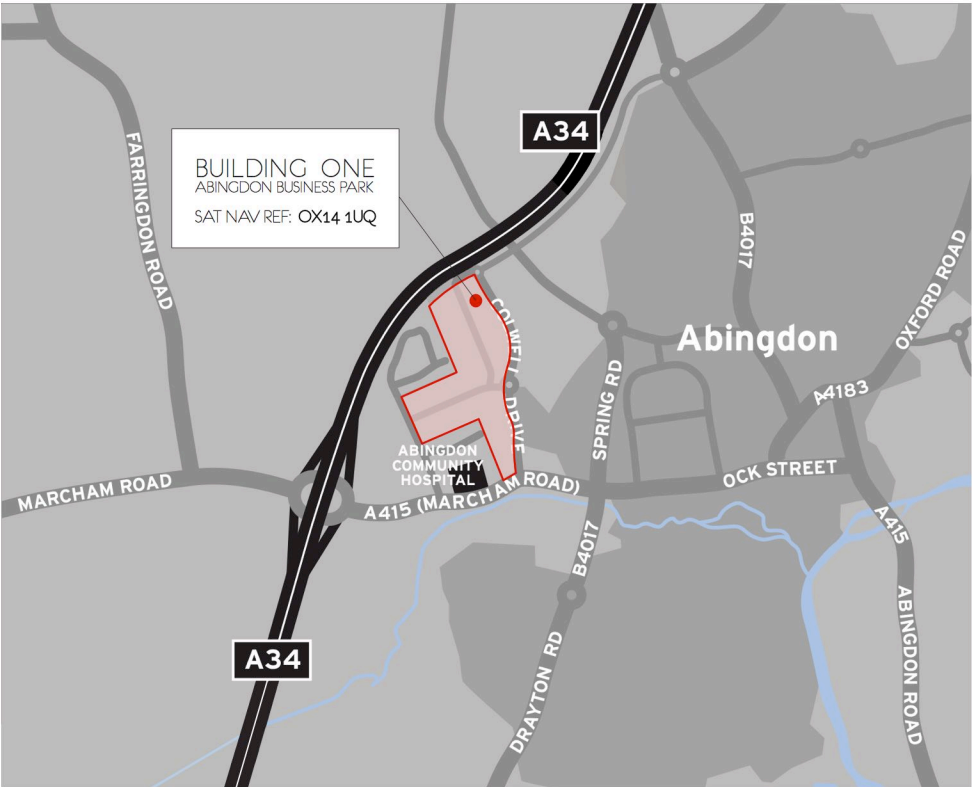 A34
FARRINGDON ROAD
BUILDING ONE
ABINGDON BUSINESS PARK
SAT NAV REF: OX14 1UQ
B4017
OXFORD ROAD
COLWELL DRIVE
Abingdon
SPRING RD
A4183
ABINGDON
COMMUNITY
HOSPITAL
MARCHAM ROAD
A415 (MARCHAM ROAD)
OCK STREET
A415
B4017
ABINGDON ROAD
A34
DRAYTON RD